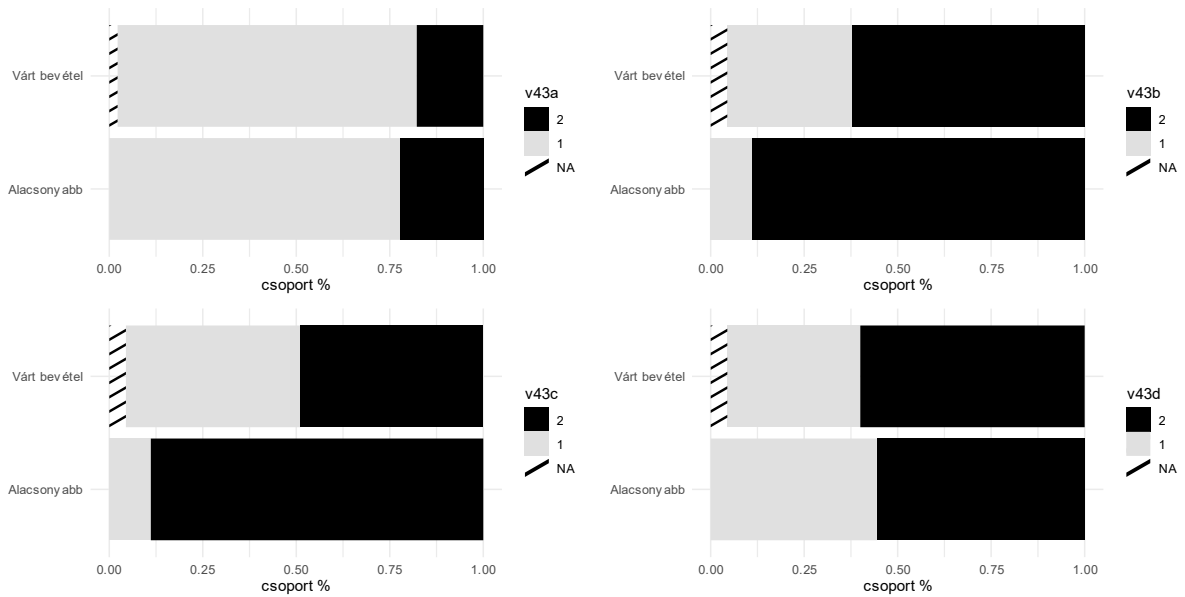 Várt bevétel
Alacsonyabb
0.00 0.25 0.50 0.75 1.00
csoport %
v43a
2
1
NA
Várt bevétel
Alacsonyabb
0.00 0.25 0.50 0.75 1.00
csoport %
v43b
2
1
NA
Várt bevétel
Alacsonyabb
0.00 0.25 0.50 0.75 1.00
csoport %
v43c
2
1
NA
Várt bevétel
Alacsonyabb
0.00 0.25 0.50 0.75 1.00
csoport %
v43d
2
1
NA